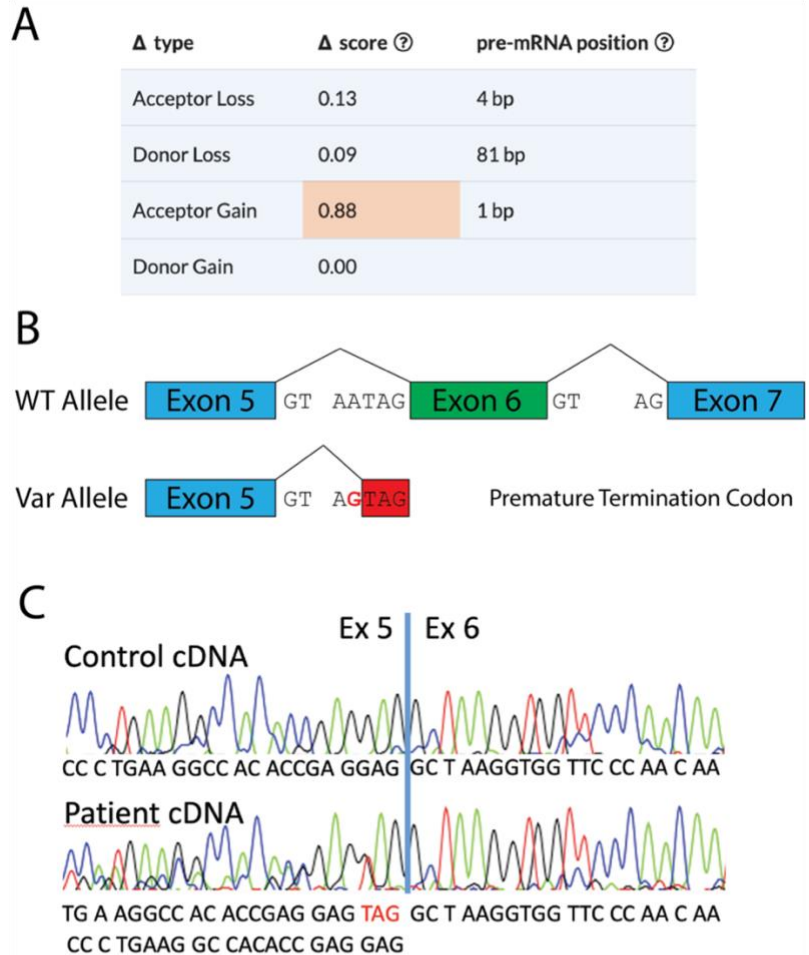 A
Δ type Δ score ? pre-mRNA position ?
Acceptor Loss 0.13 4 bp
Donor Loss 0.09 81 bp
Acceptor Gain 0.88 1 bp
Donor Gain 0.00
B
WT Allele Exon 5 GT AATAG Exon 6 GT AG Exon 7
Var Allele Exon 5 GT AGTAG Premature Termination Codon
C
Ex 5 Ex 6
Control cDNA
CC C TGAA GGCC AC ACCGA GGAG GC T AAGGTGG TTC CC AA C AA
Patient cDNA
TG A AGGCC AC ACCGAG GAG TAG GC T AAGGTGG TTC CC AA C AA
CC C TGAAG GC CACACC GAG GAG